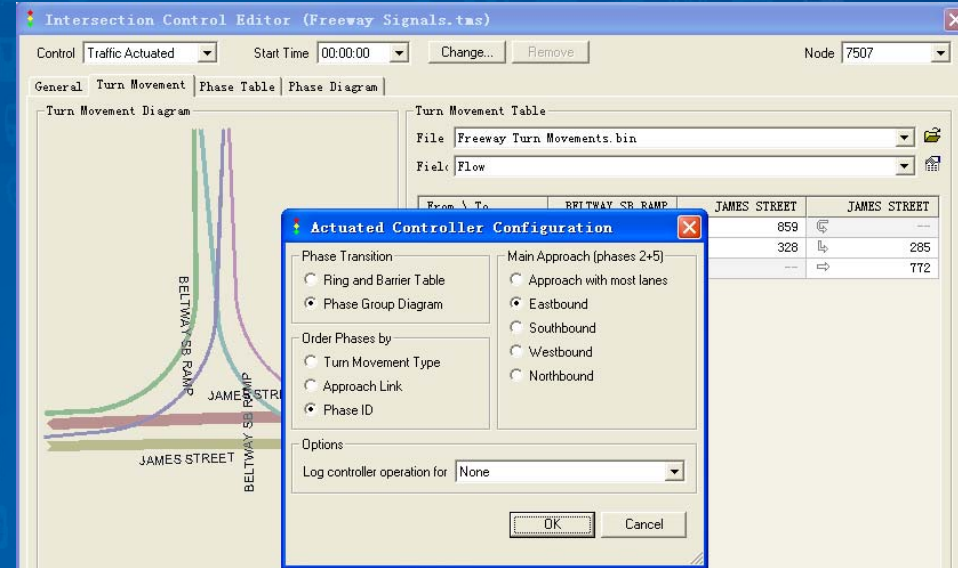 Intersection Control Editor (Freeway Signals.tms)
Control Traffic Actuated Start Time 00:00:00 Change... Remove Node 7507
General Turn Movement Phase Table Phase Diagram
Turn Movement Diagram
Turn Movement Table
File Freeway Turn Movements.bin
Fielc Flow
From \ To BELTWAY SB RAMP JAMES STREET JAMES STREET
859 --
328 285
-- 772
BELTWAY SB RAMP
JAMES STRE
JAMES STREET
BELTWAY SB RAMP
Actuated Controller Configuration
Phase Transition
Ring and Barrier Table
Phase Group Diagram
Order Phases by
Turn Movement Type
Approach Link
Phase ID
Main Approach (phases 2+5)
Approach with most lanes
Eastbound
Southbound
Westbound
Northbound
Options
Log controller operation for None
OK Cancel